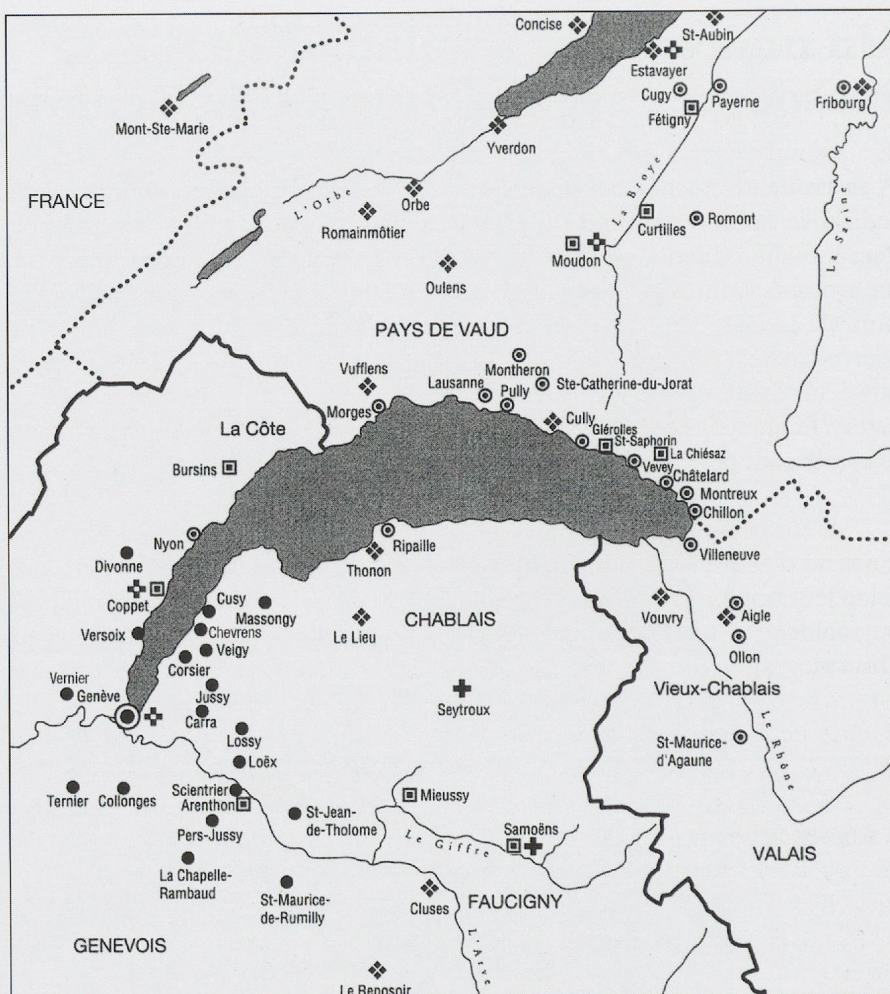 Concise
St-Aubin
Estavayer
Cugy
Payerne
Fribourg
Fétigny
Mont-Ste-Marie
Yverdon
FRANCE
L'Orbe
Orbe
Romainmôtier
La Broye
Curtilles
Romont
La Sarine
Moudon
Oulens
PAYS DE VAUD
Vufflens
Montheron
Lausanne
Ste-Catherine-du-Jorat
Pully
Morges
Cully
La Côte
Glérolles
St-Saphorin
La Chiésaz
Bursins
Vevey
Châtelard
Montreux
Chillon
Nyon
Ripaille
Villeneuve
Divonne
Thonon
Coppet
Cusy
Massongy
CHABLAIS
Vouvry
Aigle
Versoix
Chevrens
Le Lieu
Veigy
Ollon
Corsier
Vernier
Genève
Jussy
Seytroux
Vieux-Chablais
Carra
Le Rhône
Lossy
St-Maurice-
d'Agaune
Loëx
Ternier
Collonges
Scientrier
Arenthon
Mieussy
St-Jean-
de-Tholome
Pers-Jussy
Samoëns
Le Giffre
VALAIS
La Chapelle-
Rambaud
St-Maurice-
de-Rumilly
Cluses
FAUCIGNY
GENEVOIS
L'Arve
Le Reposoir